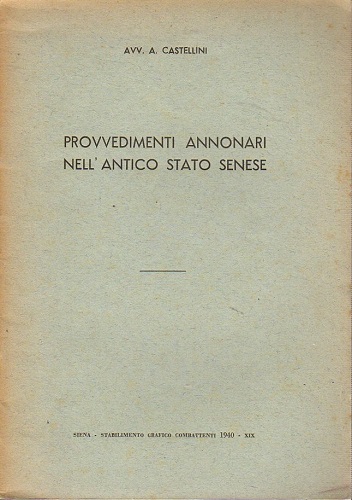 AVV. A. CASTELLINI
PROVVEDIMENTI ANNONARI
NELL' ANTICO STATO SENESE
SIENA - STABILIMENTO GRAFICO COMBATTENTI 1940 - XIX